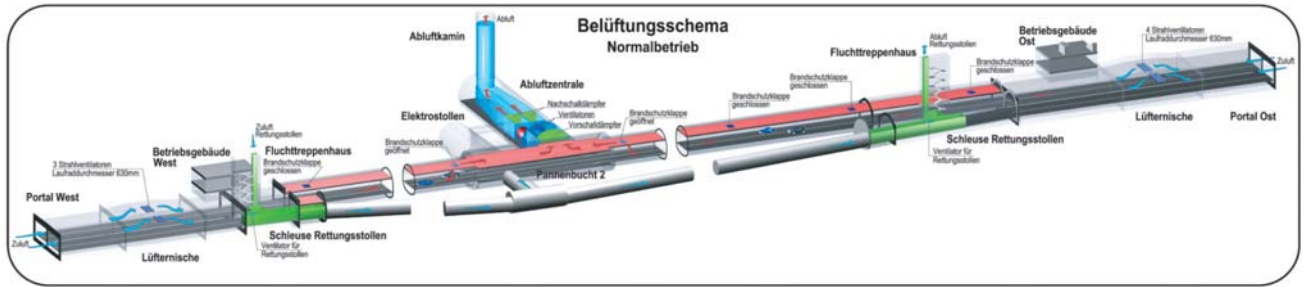 Belüftungsschema
Normalbetrieb
Abluft
Abluftkamin
Abluftzentrale
Nachschalldämpfer
Ventilatoren
Vorschalldämpfer
Elektrostollen
Brandschutzklappe
geöffnet
Brandschutzklappe
geöffnet
Pannenbucht 2
Betriebsgebäude
West
Zuluft
Rettungsstollen
Fluchttreppenhaus
Brandschutzklappe
geschlossen
3 Strahlventilatoren
Laufraddurchmesser 630mm
Portal West
Zuluft
Lüfternische
Schleuse Rettungsstollen
Ventilator für
Rettungsstollen
Brandschutzklappe
geschlossen
Brandschutzklappe
geschlossen
Fluchttreppenhaus
Abluft
Rettungsstollen
Brandschutzklappe
geschlossen
Betriebsgebäude
Ost
4 Strahlventilatoren
Laufraddurchmesser 630mm
Zuluft
Portal Ost
Lüfternische
Schleuse Rettungsstollen
Ventilator für
Rettungsstollen